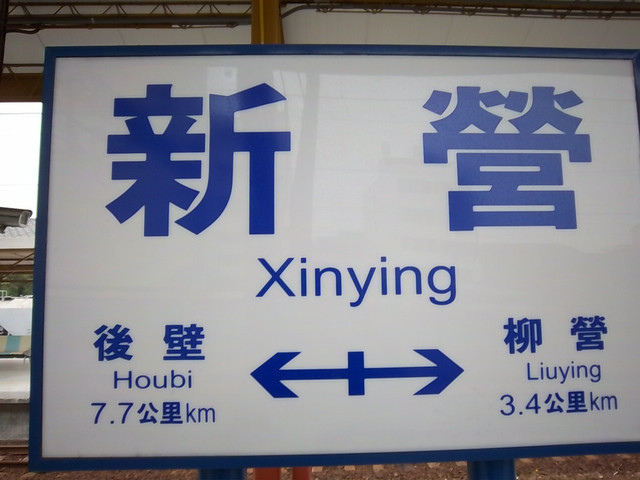 新營
Xinying
後壁
Houbi
7.7公里km
柳營
Liuying
3.4公里km